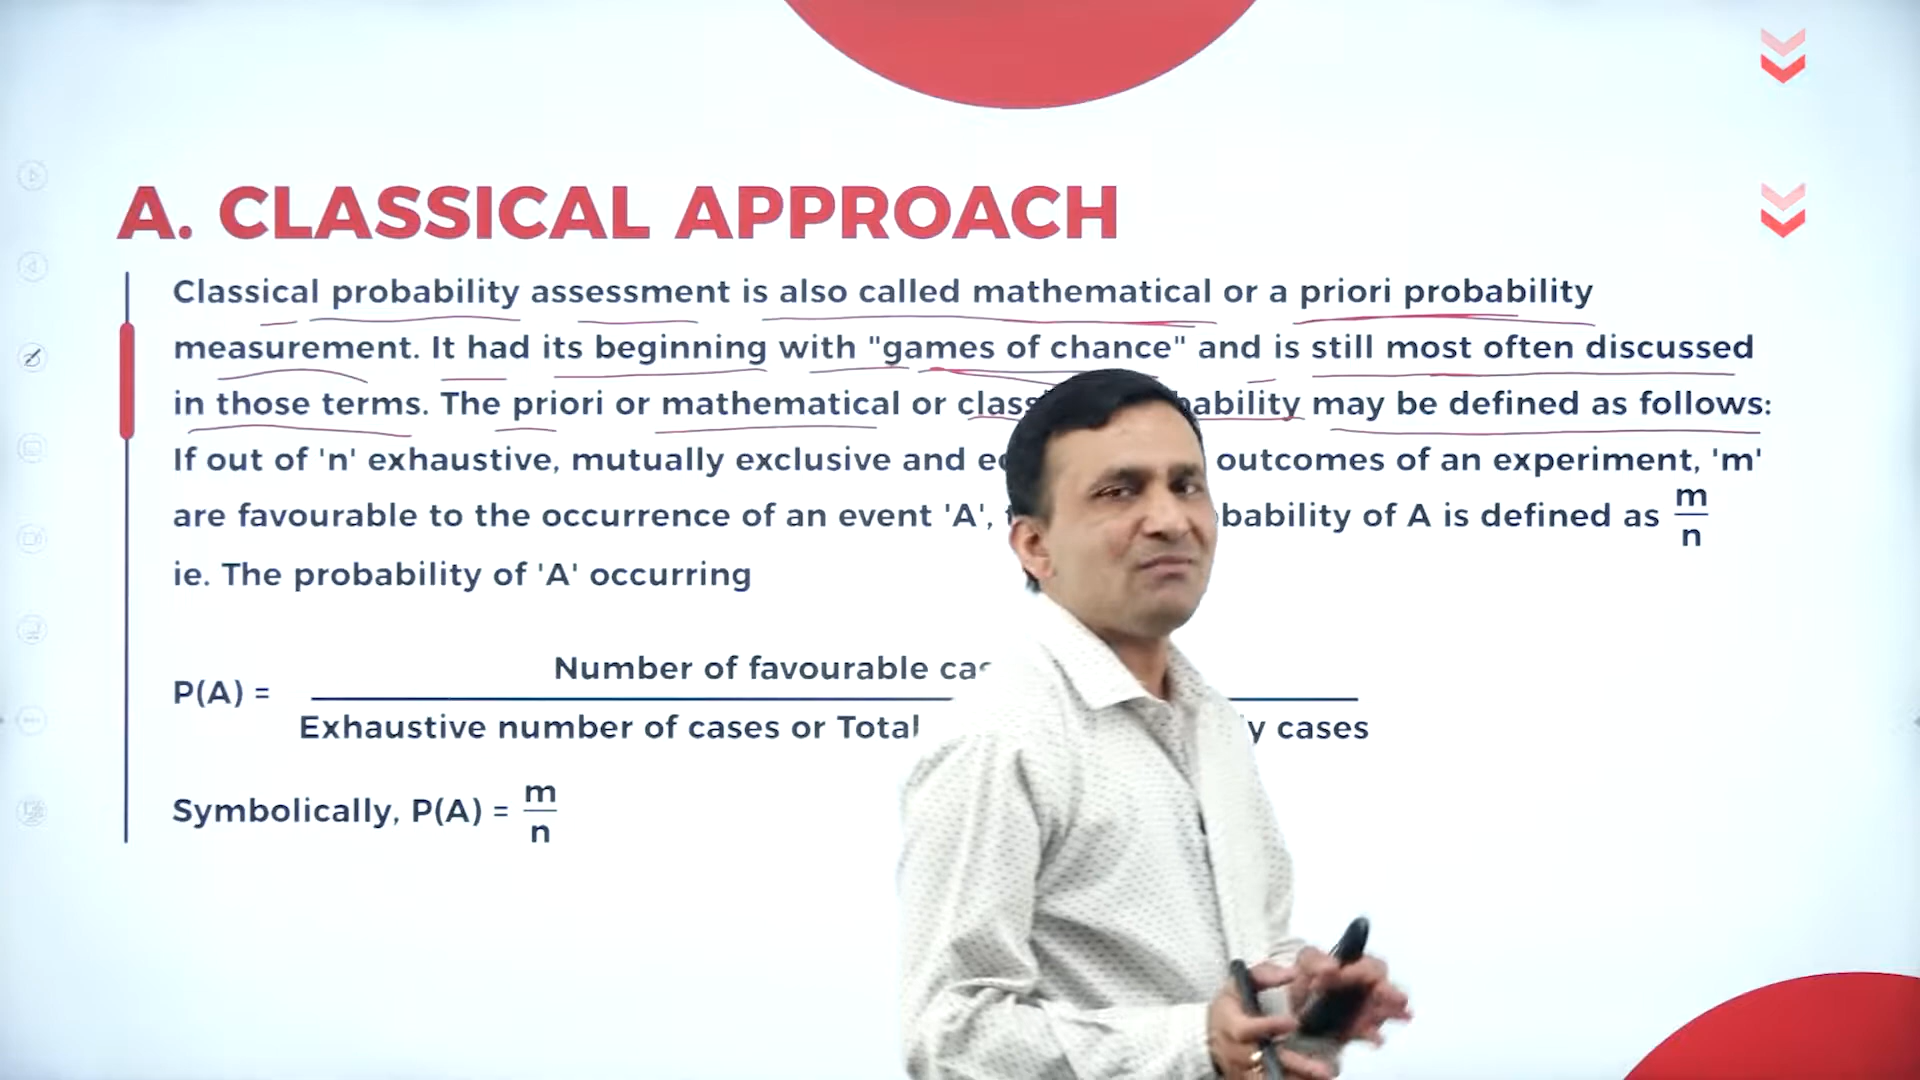 A. CLASSICAL APPROACH
Classical probability assessment is also called mathematical or a priori probability
measurement. It had its beginning with "games of chance" and is still most often discussed
in those terms. The priori or mathematical or may be defined as follows:
If out of 'n' exhaustive, mutually exclusive and outcomes of an experiment, 'm'
are favourable to the occurrence of an event 'A', of A is defined as m/n
ie. The probability of 'A' occurring
Number of favourable
P(A) =
Exhaustive number of cases or Total cases
Symbolically, P(A) = m/n